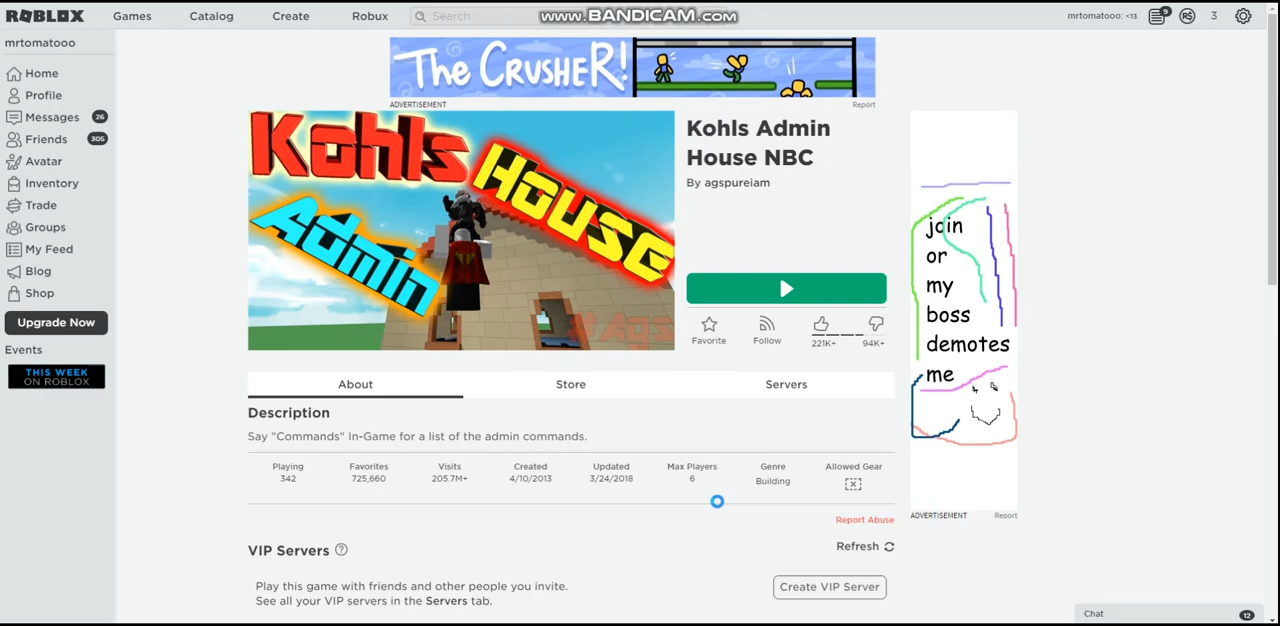 ROBLOX
Games
Catalog
Create
Robux
Search
www.BANDICAM.com
mrtomatooo: <13
9
R$
3
mrtomatooo
Home
Profile
Messages
26
Friends
305
Avatar
Inventory
Trade
Groups
My Feed
Blog
Shop
Upgrade Now
Events
THIS WEEK
ON ROBLOX
The CRUSHER!
ADVERTISEMENT
Report
Kohls
Admin
House
Kohls Admin
House NBC
By agspureiam
Favorite
Follow
221K+
94K+
About
Store
Servers
Description
Say "Commands" In-Game for a list of the admin commands.
Playing
342
Favorites
725,660
Visits
205.7M+
Created
4/10/2013
Updated
3/24/2018
Max Players
6
Genre
Building
Allowed Gear
Report Abuse
VIP Servers
Refresh
Play this game with friends and other people you invite.
See all your VIP servers in the Servers tab.
Create VIP Server
join
or
my
boss
demotes
me
ADVERTISEMENT
Report
Chat
12